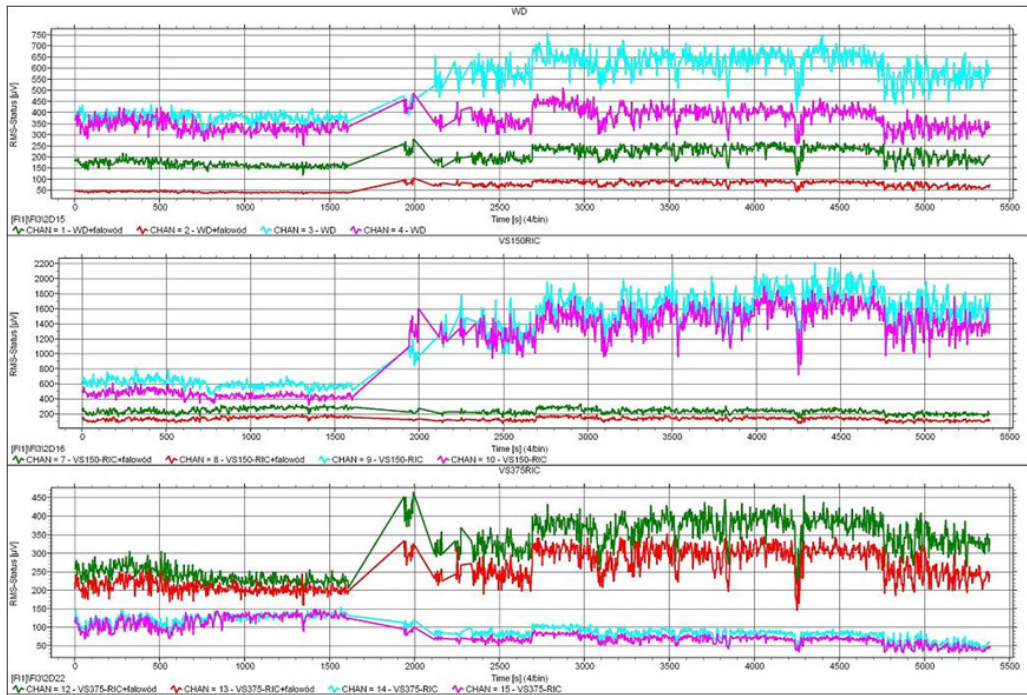 WD
750
700
650
600
550
500
450
400
350
300
250
200
150
100
50
RMS-Status [µV]
0 500 1000 1500 2000 2500 3000 3500 4000 4500 5000 5500
[FI1]\FI3\2D15 Time [s] (4/bin)
CHAN = 1 - WD+falowód CHAN = 2 - WD+falowód CHAN = 3 - WD CHAN = 4 - WD
VS150RIC
2200
2000
1800
1600
1400
1200
1000
800
600
400
200
RMS-Status [µV]
0 500 1000 1500 2000 2500 3000 3500 4000 4500 5000 5500
[FI1]\FI3\2D16 Time [s] (4/bin)
CHAN = 7 - VS150-RIC+falowód CHAN = 8 - VS150-RIC+falowód CHAN = 9 - VS150-RIC CHAN = 10 - VS150-RIC
VS375RIC
450
400
350
300
250
200
150
100
50
RMS-Status [µV]
0 500 1000 1500 2000 2500 3000 3500 4000 4500 5000 5500
[FI1]\FI3\2D22 Time [s] (4/bin)
CHAN = 12 - VS375-RIC+falowód CHAN = 13 - VS375-RIC+falowód CHAN = 14 - VS375-RIC CHAN = 15 - VS375-RIC